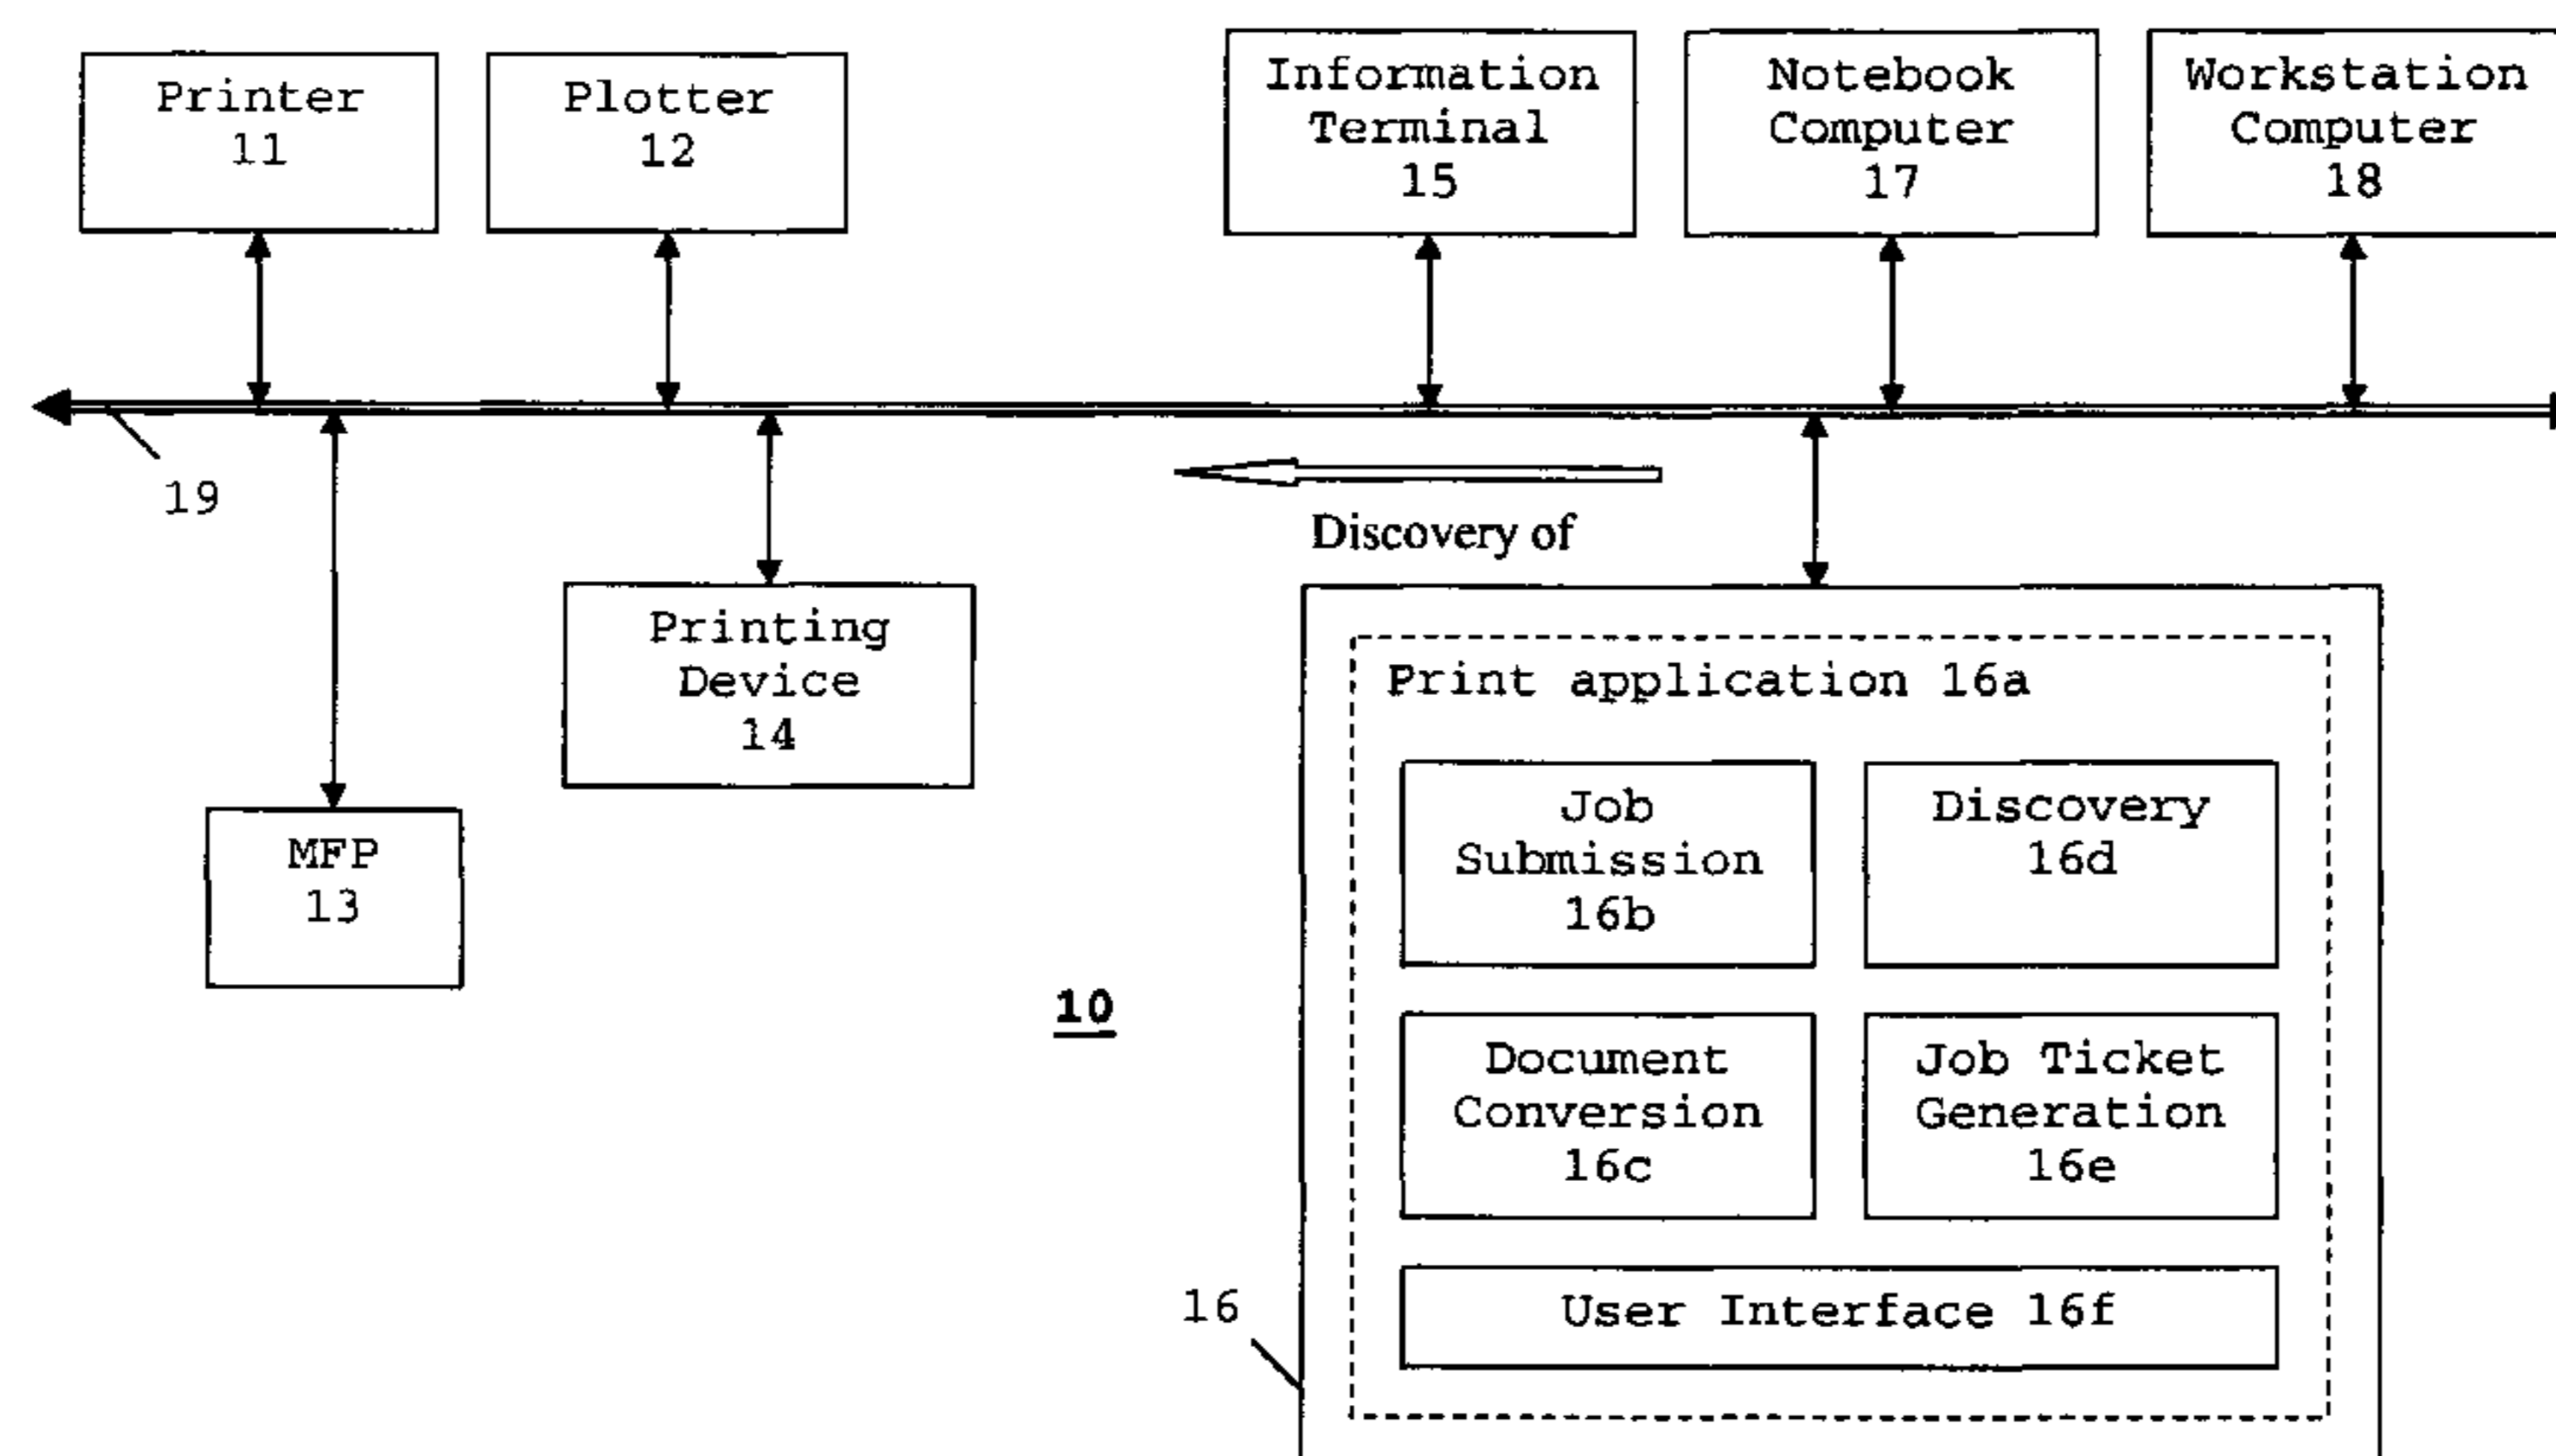 Printer
11
Plotter
12
Information
Terminal
15
Notebook
Computer
17
Workstation
Computer
18
19
Discovery of
Printing
Device
14
MFP
13
10
16
Print application 16a
Job
Submission
16b
Discovery
16d
Document
Conversion
16c
Job Ticket
Generation
16e
User Interface 16f